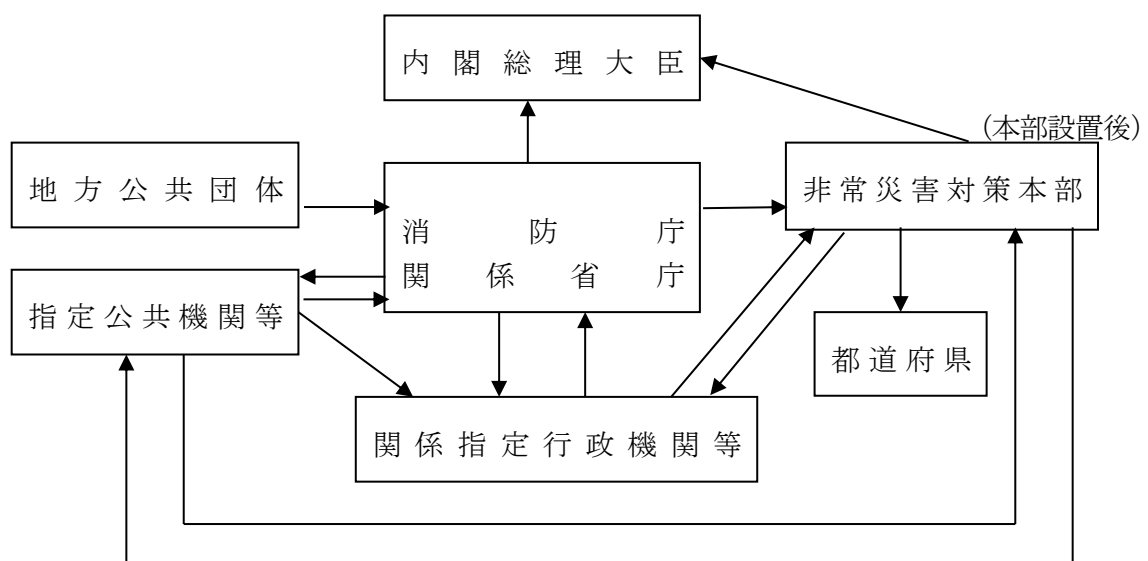 内閣総理大臣
(本部設置後)
地方公共団体
消防庁
関係省庁
非常災害対策本部
指定公共機関等
都道府県
関係指定行政機関等